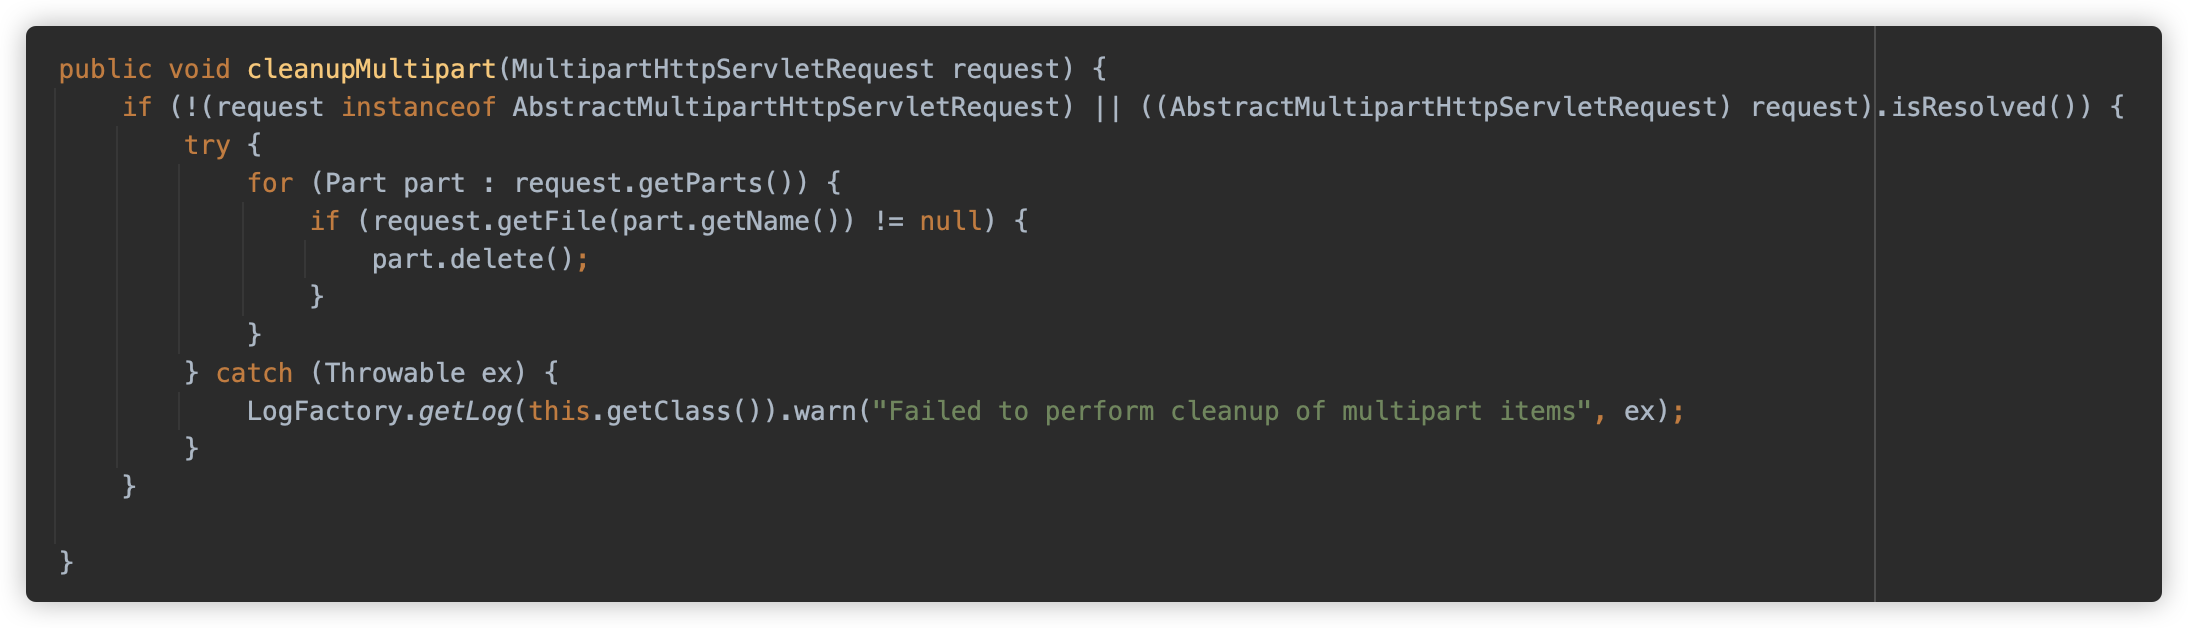 public void cleanupMultipart(MultipartHttpServletRequest request) {
    if (!(request instanceof AbstractMultipartHttpServletRequest) || ((AbstractMultipartHttpServletRequest) request).isResolved()) {
        try {
            for (Part part : request.getParts()) {
                if (request.getFile(part.getName()) != null) {
                    part.delete();
                }
            }
        } catch (Throwable ex) {
            LogFactory.getLog(this.getClass()).warn("Failed to perform cleanup of multipart items", ex);
        }
    }

}